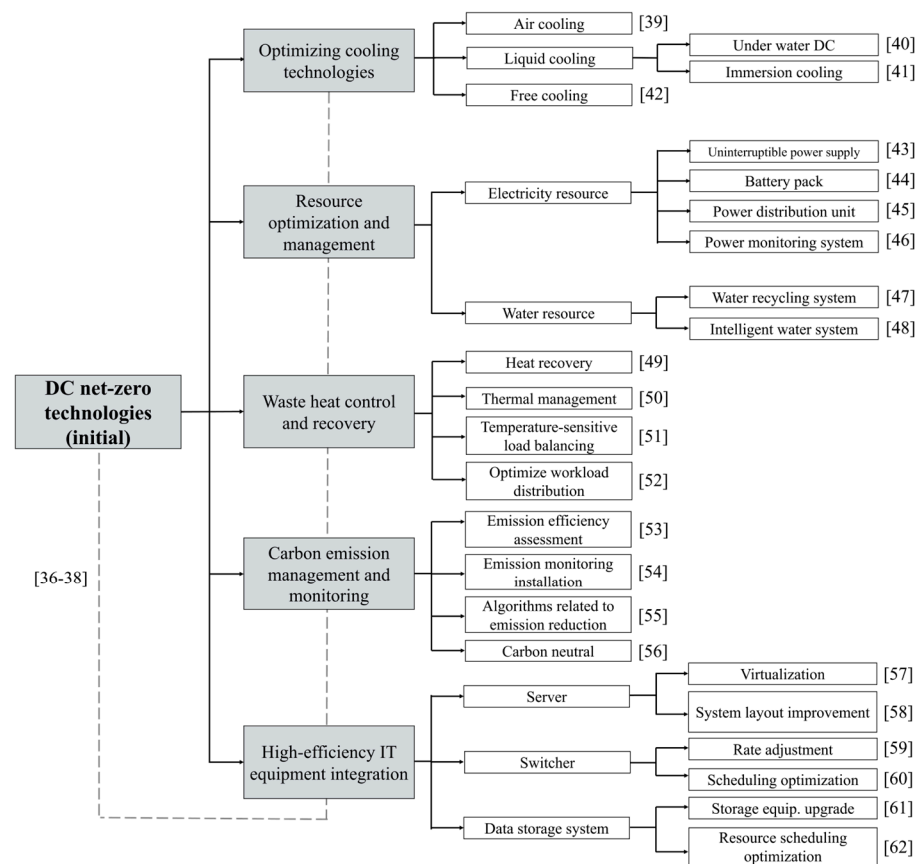 DC net-zero
technologies
(initial)
[36-38]
Optimizing cooling
technologies
Air cooling
[39]
Liquid cooling
Under water DC
[40]
Immersion cooling
[41]
Free cooling
[42]
Resource
optimization and
management
Electricity resource
Uninterruptible power supply
[43]
Battery pack
[44]
Power distribution unit
[45]
Power monitoring system
[46]
Water resource
Water recycling system
[47]
Intelligent water system
[48]
Waste heat control
and recovery
Heat recovery
[49]
Thermal management
[50]
Temperature-sensitive
load balancing
[51]
Optimize workload
distribution
[52]
Carbon emission
management and
monitoring
Emission efficiency
assessment
[53]
Emission monitoring
installation
[54]
Algorithms related to
emission reduction
[55]
Carbon neutral
[56]
High-efficiency IT
equipment integration
Server
Virtualization
[57]
System layout improvement
[58]
Switcher
Rate adjustment
[59]
Scheduling optimization
[60]
Data storage system
Storage equip. upgrade
[61]
Resource scheduling
optimization
[62]